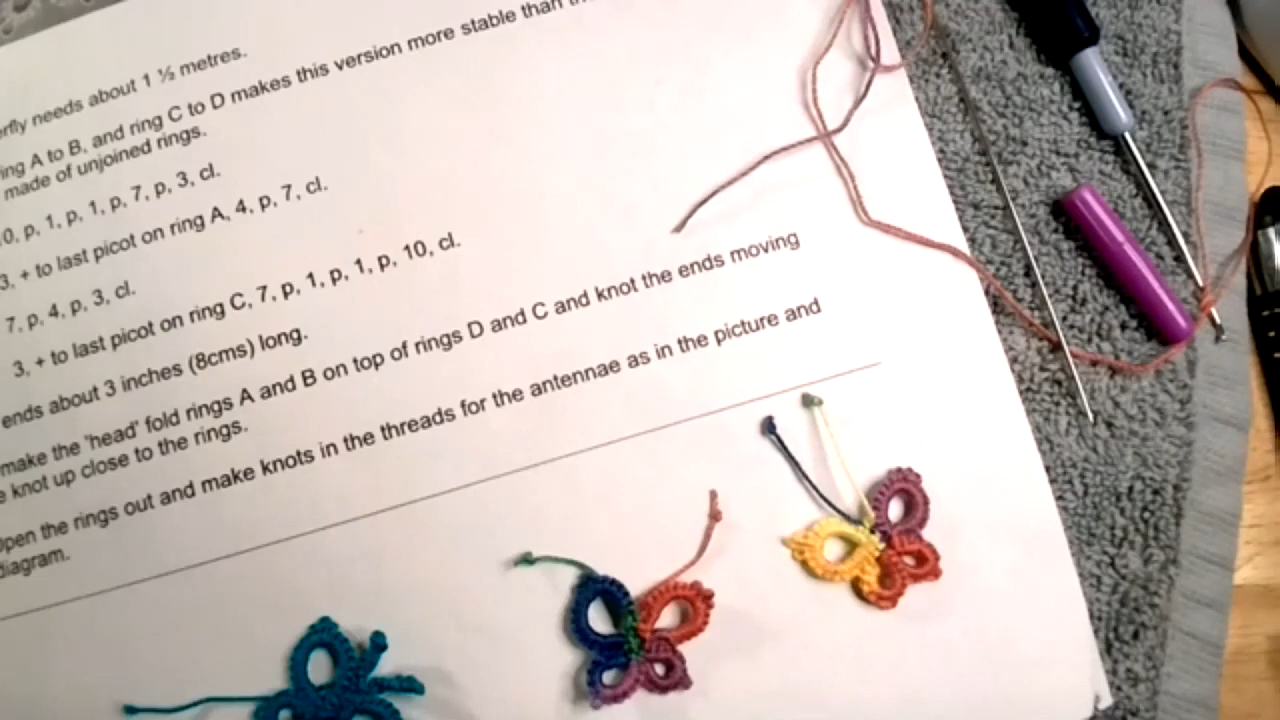 rfly needs about 1 ½ metres.
ing A to B, and ring C to D makes this version more stable than
made of unjoined rings.
0, p, 1, p, 1, p, 7, p, 3, cl.
3, + to last picot on ring A, 4, p, 7, cl.
7, p, 4, p, 3, cl.
3, + to last picot on ring C, 7, p, 1, p, 1, p, 10, cl.
ends about 3 inches (8cms) long.
make the 'head' fold rings A and B on top of rings D and C and knot the ends moving
e knot up close to the rings.
Open the rings out and make knots in the threads for the antennae as in the picture and
diagram.